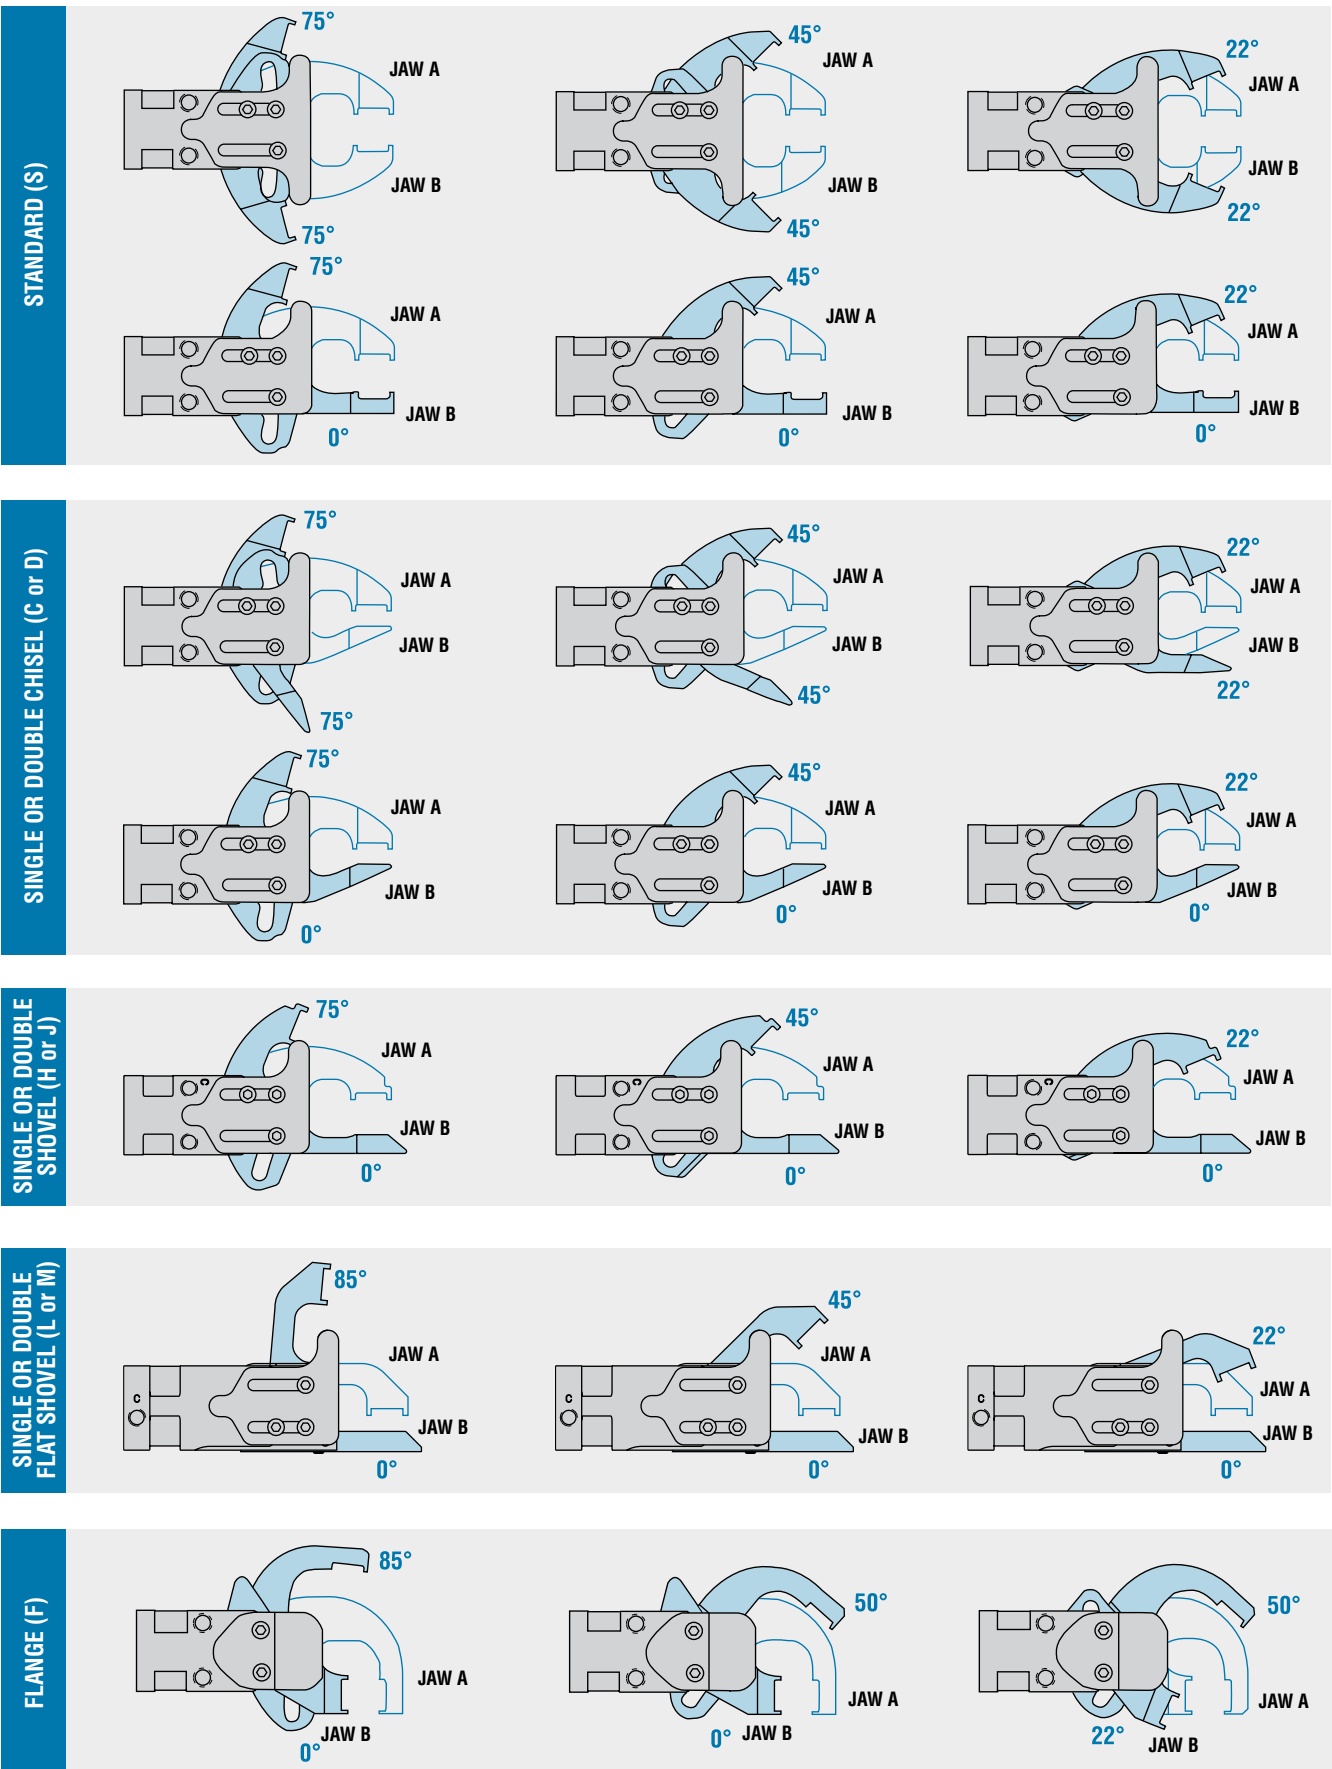 STANDARD (S)
75°
JAW A
JAW B
75°
45°
JAW A
JAW B
45°
22°
JAW A
JAW B
22°
75°
JAW A
JAW B
0°
45°
JAW A
JAW B
0°
22°
JAW A
JAW B
0°
SINGLE OR DOUBLE CHISEL (C or D)
75°
JAW A
JAW B
75°
45°
JAW A
JAW B
45°
22°
JAW A
JAW B
22°
75°
JAW A
JAW B
0°
45°
JAW A
JAW B
0°
22°
JAW A
JAW B
0°
SINGLE OR DOUBLE
SHOVEL (H or J)
75°
JAW A
C
JAW B
0°
45°
JAW A
C
JAW B
0°
22°
JAW A
C
JAW B
0°
SINGLE OR DOUBLE
FLAT SHOVEL (L or M)
85°
JAW A
C
JAW B
0°
45°
JAW A
C
JAW B
0°
22°
JAW A
C
JAW B
0°
FLANGE (F)
85°
JAW A
JAW B
0°
50°
JAW A
0°
JAW B
50°
JAW A
22°
JAW B